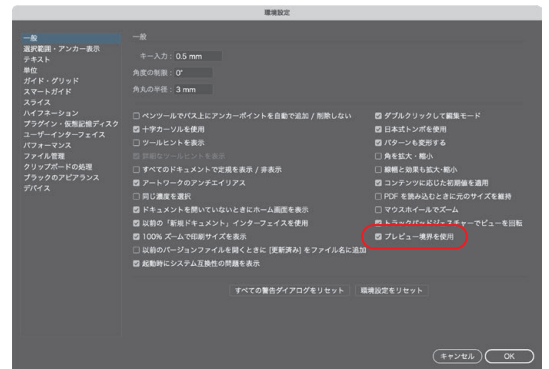 環境設定
一般
選択範囲・アンカー表示
テキスト
単位
ガイド・グリッド
スマートガイド
スライス
ハイフネーション
プラグイン・仮想記憶ディスク
ユーザーインターフェイス
パフォーマンス
ファイル管理
クリップボードの処理
ブラックのアピアランス
デバイス
一般
キー入力: 0.5 mm
角度の制限: 0°
角丸の半径: 3 mm
ペンツールでパス上にアンカーポイントを自動で追加 / 削除しない
十字カーソルを使用
ツールヒントを表示
詳細なツールヒントを表示
すべてのドキュメントで定規を表示 / 非表示
アートワークのアンチエイリアス
同じ濃度を選択
ドキュメントを開いていないときにホーム画面を表示
以前の「新規ドキュメント」インターフェイスを使用
100% ズームで印刷サイズを表示
以前のバージョンファイルを開くときに [更新済み] をファイル名に追加
起動時にシステム互換性の問題を表示
ダブルクリックして編集モード
日本式トンボを使用
パターンも変形する
角を拡大・縮小
線幅と効果も拡大・縮小
コンテンツに応じた初期値を適用
PDF を読み込むときに元のサイズを維持
マウスホイールでズーム
トラックパッドジェスチャーでビューを回転
プレビュー境界を使用
すべての警告ダイアログをリセット
環境設定をリセット
キャンセル
OK